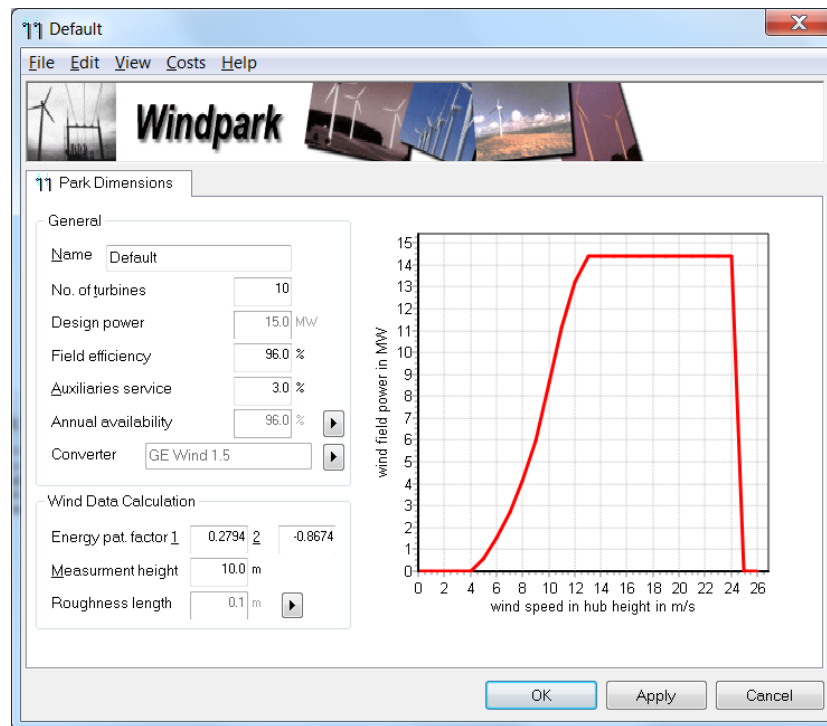 Default
File Edit View Costs Help
Windpark
Park Dimensions
General
Name Default
No. of turbines 10
Design power 15.0 MW
Field efficiency 96.0 %
Auxiliaries service 3.0 %
Annual availability 96.0 %
Converter GE Wind 1.5
Wind Data Calculation
Energy pat. factor 1 0.2794 2 -0.8674
Measurment height 10.0 m
Roughness length 0.1 m
wind field power in MW
15
14
13
12
11
10
9
8
7
6
5
4
3
2
1
0
0 2 4 6 8 10 12 14 16 18 20 22 24 26
wind speed in hub height in m/s
OK Apply Cancel